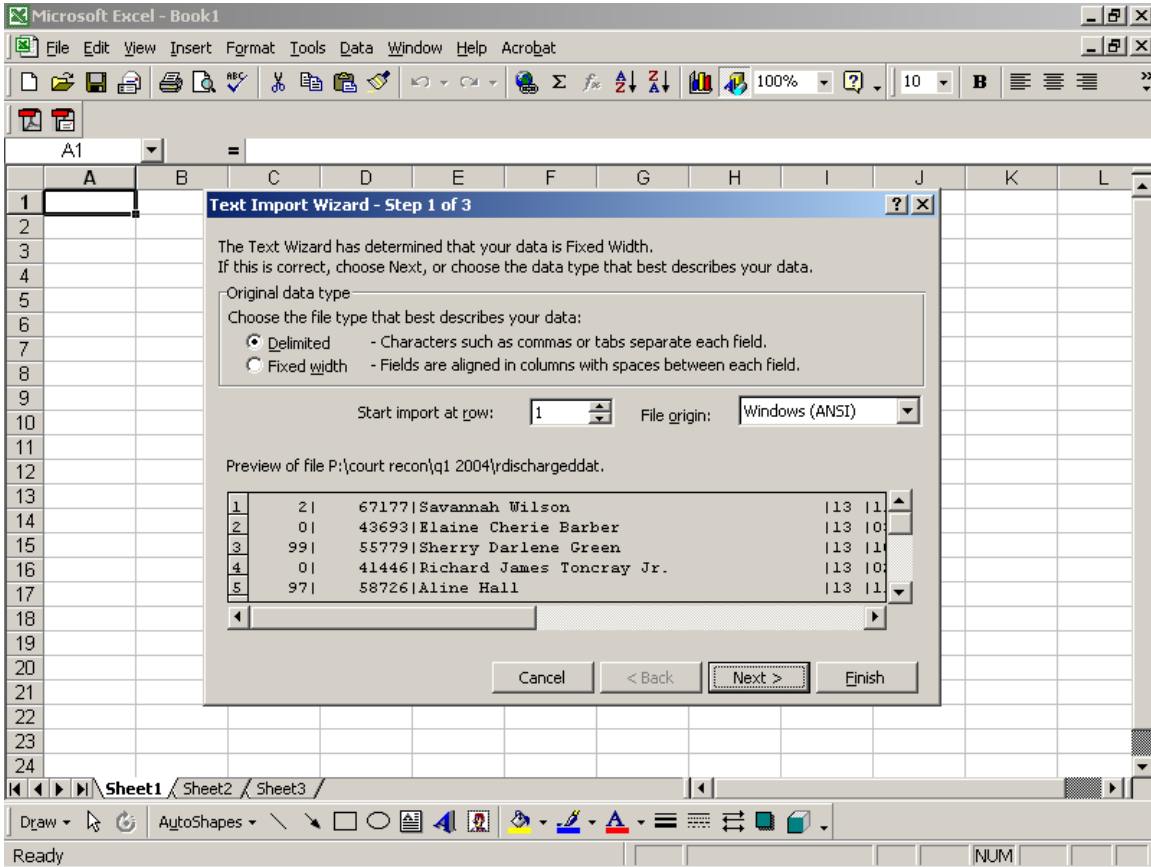 Microsoft Excel - Book1
File Edit View Insert Format Tools Data Window Help Acrobat
ABC 100% 10 B
A1 =
A B C D E F G H I J K L
1
2
3
4
5
6
7
8
9
10
11
12
13
14
15
16
17
18
19
20
21
22
23
24
Text Import Wizard - Step 1 of 3
The Text Wizard has determined that your data is Fixed Width.
If this is correct, choose Next, or choose the data type that best describes your data.
Original data type
Choose the file type that best describes your data:
Delimited - Characters such as commas or tabs separate each field.
Fixed width - Fields are aligned in columns with spaces between each field.
Start import at row: 1 File origin: Windows (ANSI)
Preview of file P:\court recon\q1 2004\rdischargeddat.
1 2| 67177|Savannah Wilson |13 |1
2 0| 43693|Elaine Cherie Barber |13 |0
3 99| 55779|Sherry Darlene Green |13 |1
4 0| 41446|Richard James Toncray Jr. |13 |0
5 97| 58726|Aline Hall |13 |1
Cancel < Back Next > Finish
Sheet1 Sheet2 Sheet3
Draw AutoShapes A
Ready NUM